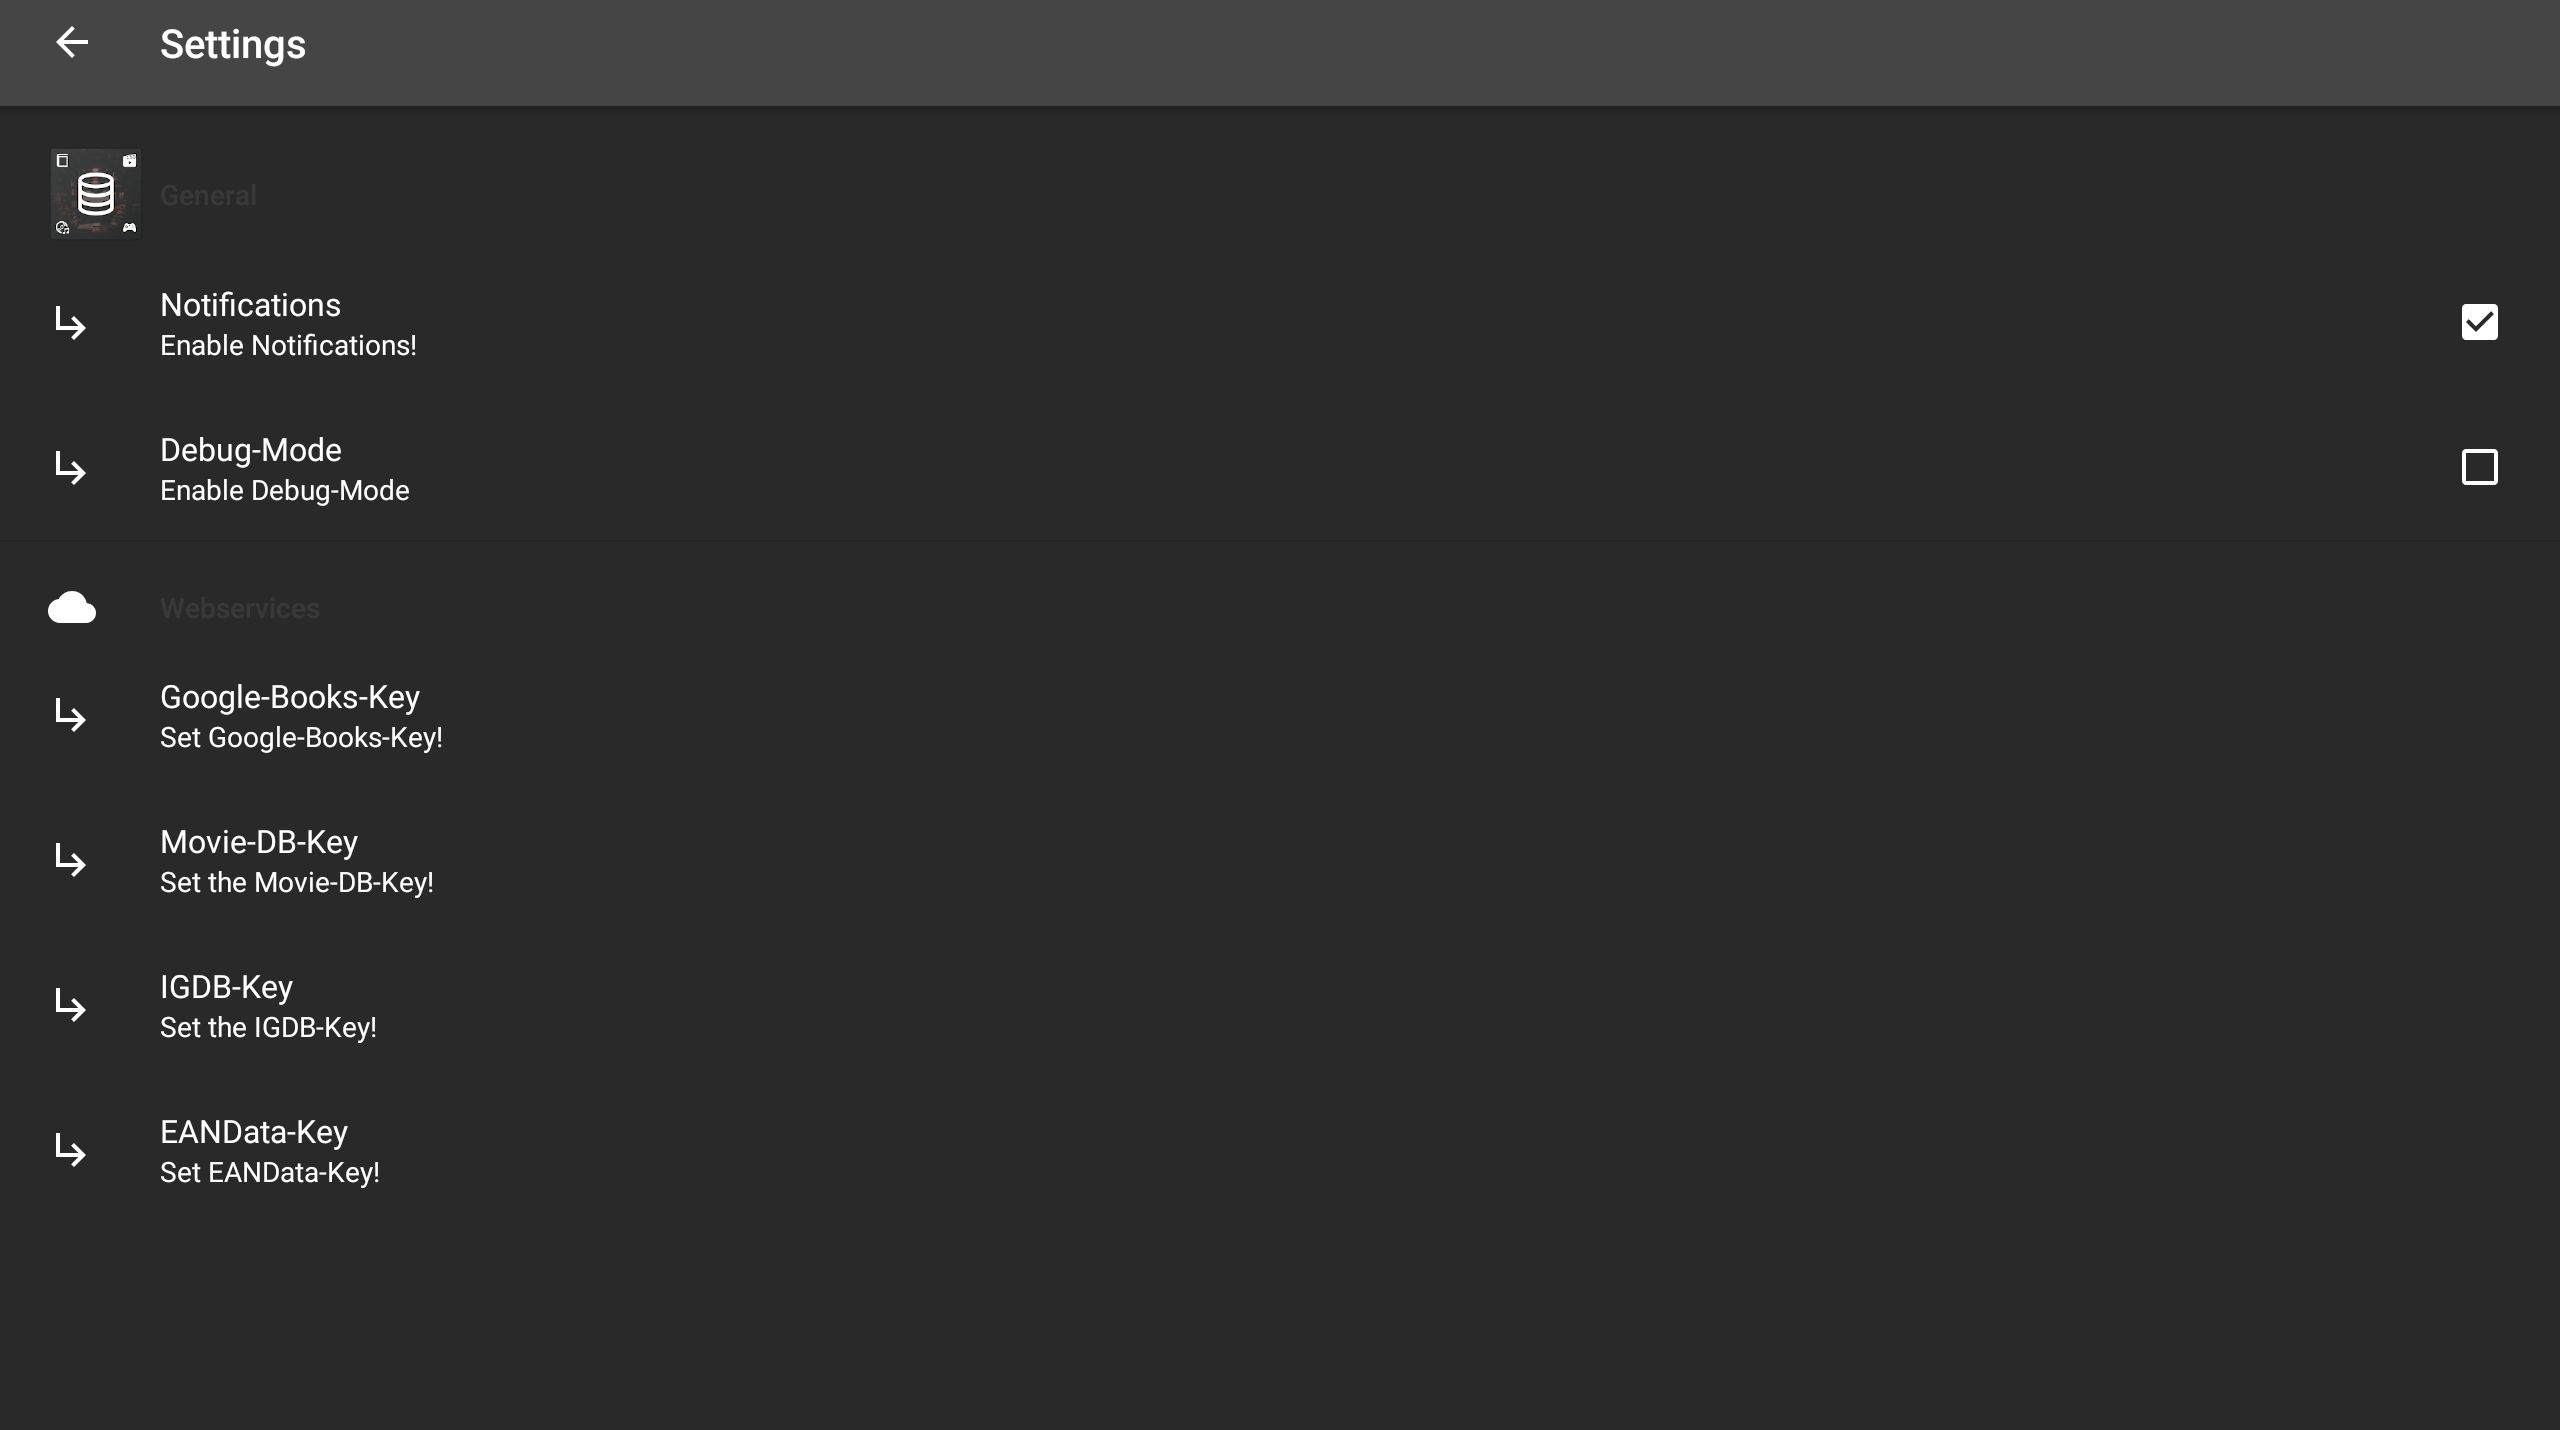 Settings
General
Notifications
Enable Notifications!
Debug-Mode
Enable Debug-Mode
Webservices
Google-Books-Key
Set Google-Books-Key!
Movie-DB-Key
Set the Movie-DB-Key!
IGDB-Key
Set the IGDB-Key!
EANData-Key
Set EANData-Key!